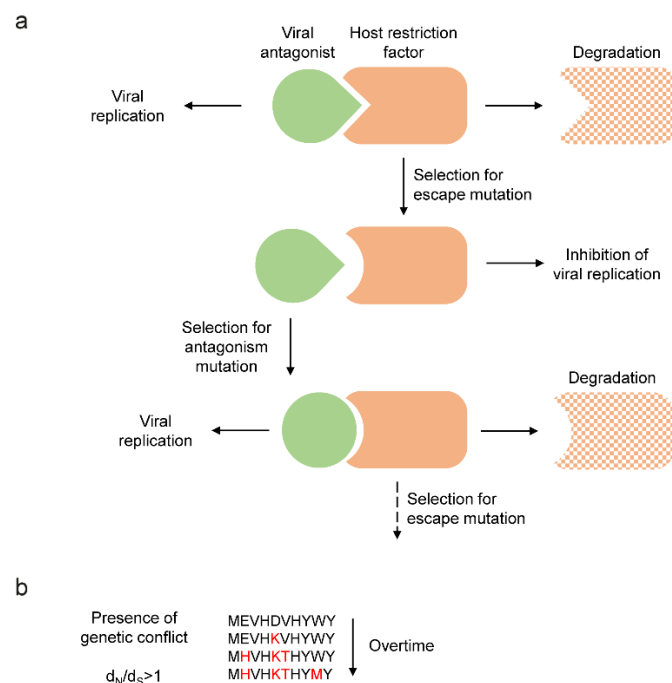 a
Viral
antagonist
Host restriction
factor
Degradation
Viral
replication
Selection for
escape mutation
Inhibition of
viral replication
Selection for
antagonism
mutation
Degradation
Viral
replication
Selection for
escape mutation
b
Presence of
genetic conflict
dN/dS>1
MEVHDVHYWY
MEVHKVHYWY
MHVHKTHYWY
MHVHKTHYMY
Overtime